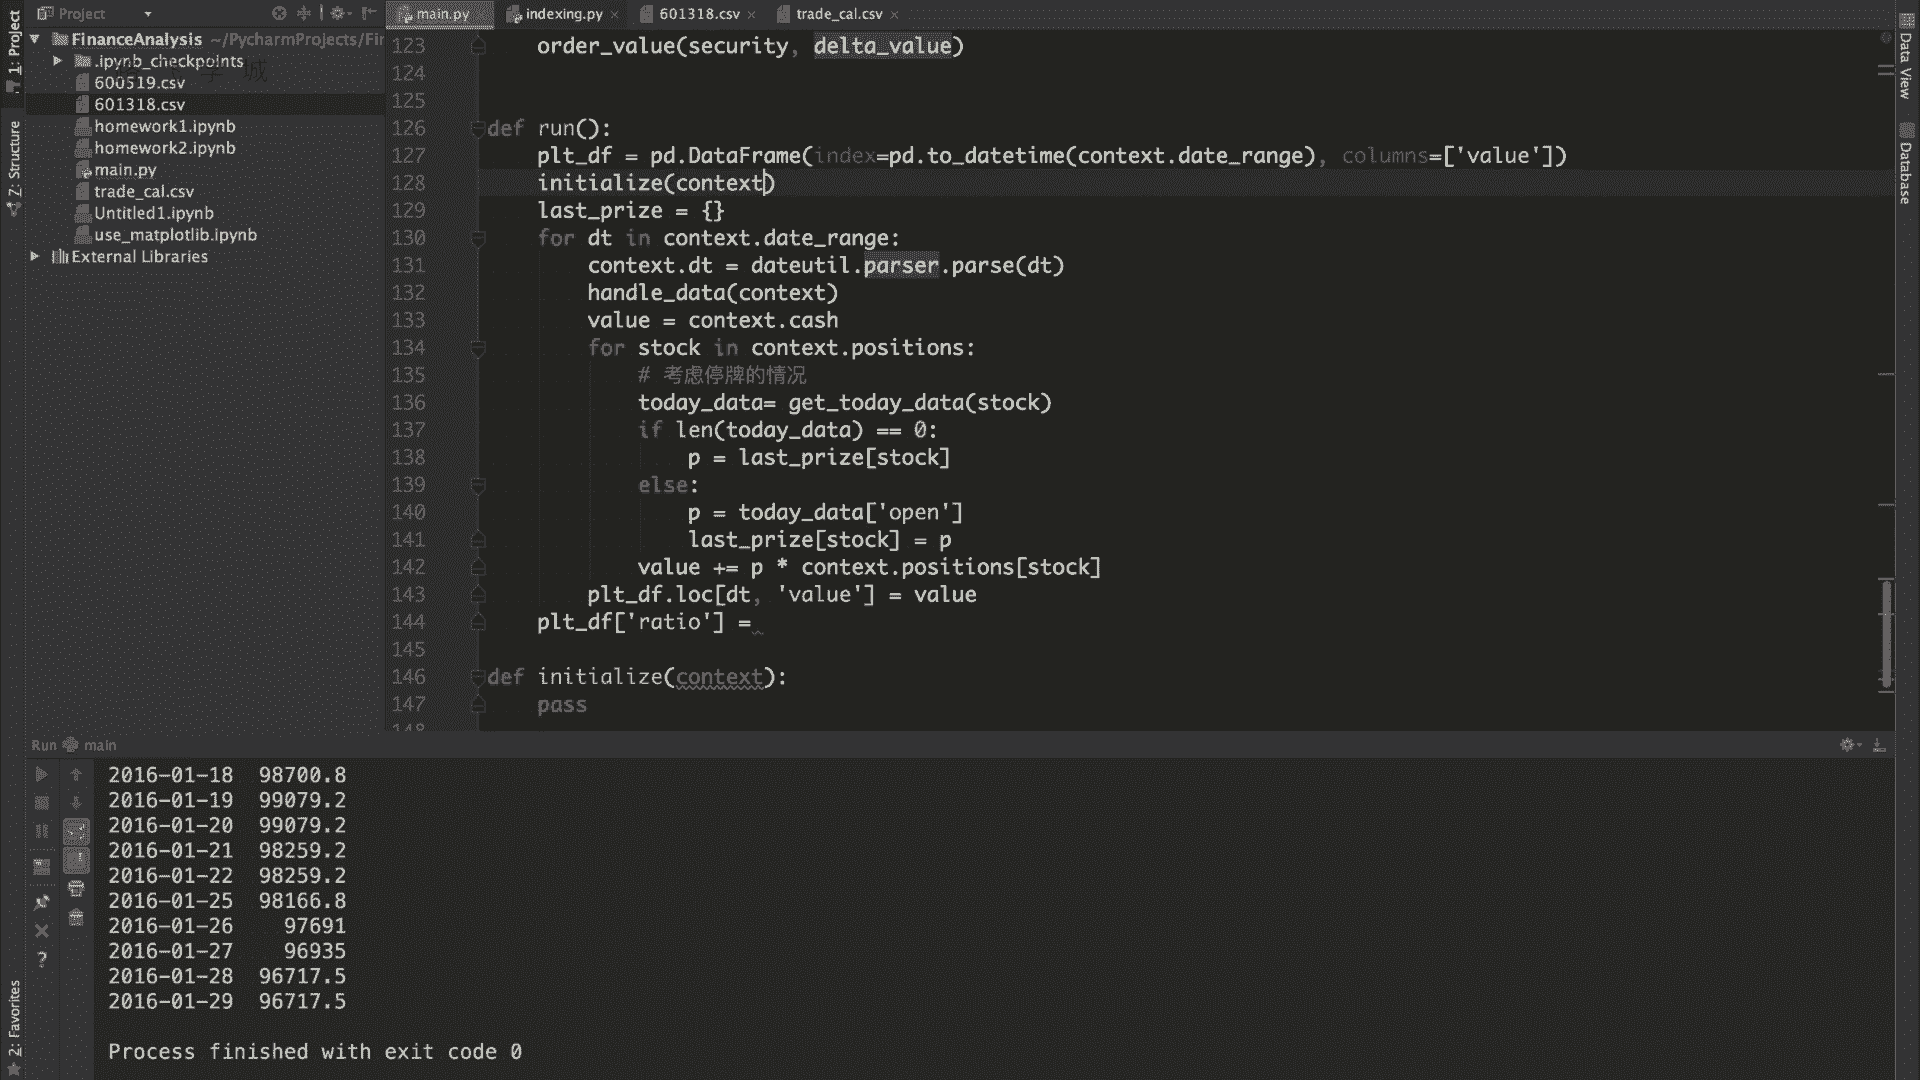 1: Project
Project
main.py
indexing.py
601318.csv
trade_cal.csv
FinanceAnalysis ~/PycharmProjects/Fir
.ipynb_checkpoints
600519.csv
601318.csv
homework1.ipynb
homework2.ipynb
main.py
trade_cal.csv
Untitled1.ipynb
use_matplotlib.ipynb
External Libraries
Z: Structure
2: Favorites
Data View
Database
123 order_value(security, delta_value)
124
125
126 def run():
127 plt_df = pd.DataFrame(index=pd.to_datetime(context.date_range), columns=['value'])
128 initialize(context)
129 last_prize = {}
130 for dt in context.date_range:
131 context.dt = dateutil.parser.parse(dt)
132 handle_data(context)
133 value = context.cash
134 for stock in context.positions:
135 # 考虑停牌的情况
136 today_data= get_today_data(stock)
137 if len(today_data) == 0:
138 p = last_prize[stock]
139 else:
140 p = today_data['open']
141 last_prize[stock] = p
142 value += p * context.positions[stock]
143 plt_df.loc[dt, 'value'] = value
144 plt_df['ratio'] =
145
146 def initialize(context):
147 pass
148
Run main
2016-01-18 98700.8
2016-01-19 99079.2
2016-01-20 99079.2
2016-01-21 98259.2
2016-01-22 98259.2
2016-01-25 98166.8
2016-01-26 97691
2016-01-27 96935
2016-01-28 96717.5
2016-01-29 96717.5
Process finished with exit code 0